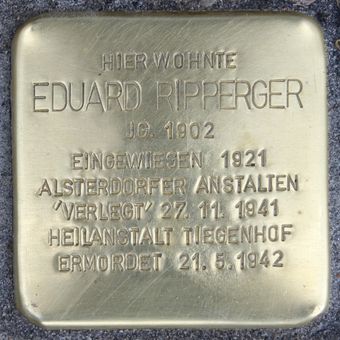 HIER WOHNTE
EDUARD RIPPERGER
JG. 1902
EINGEWIESEN 1921
ALSTERDORFER ANSTALTEN
'VERLEGT' 27.11.1941
HEILANSTALT TIEGENHOF
ERMORDET 21.5.1942